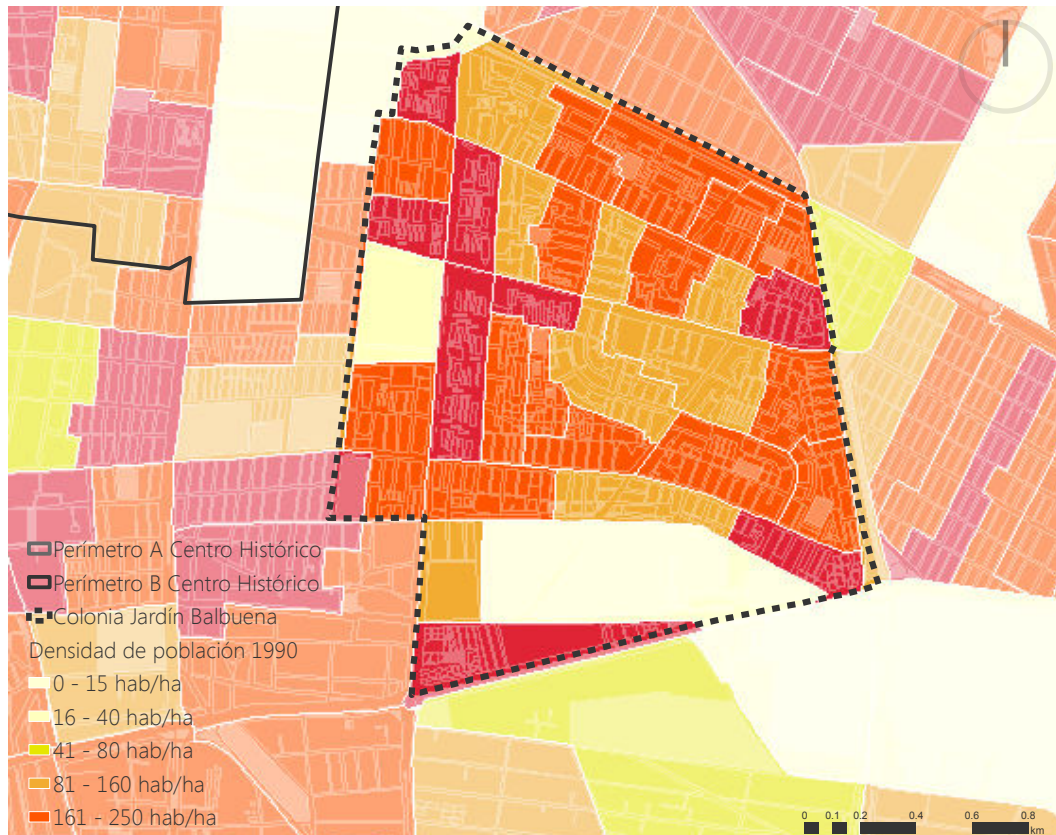 Perímetro A Centro Histórico
Perímetro B Centro Histórico
Colonia Jardín Balbuena
Densidad de población 1990
0 - 15 hab/ha
16 - 40 hab/ha
41 - 80 hab/ha
81 - 160 hab/ha
161 - 250 hab/ha
0 0.1 0.2 0.4 0.6 0.8
km